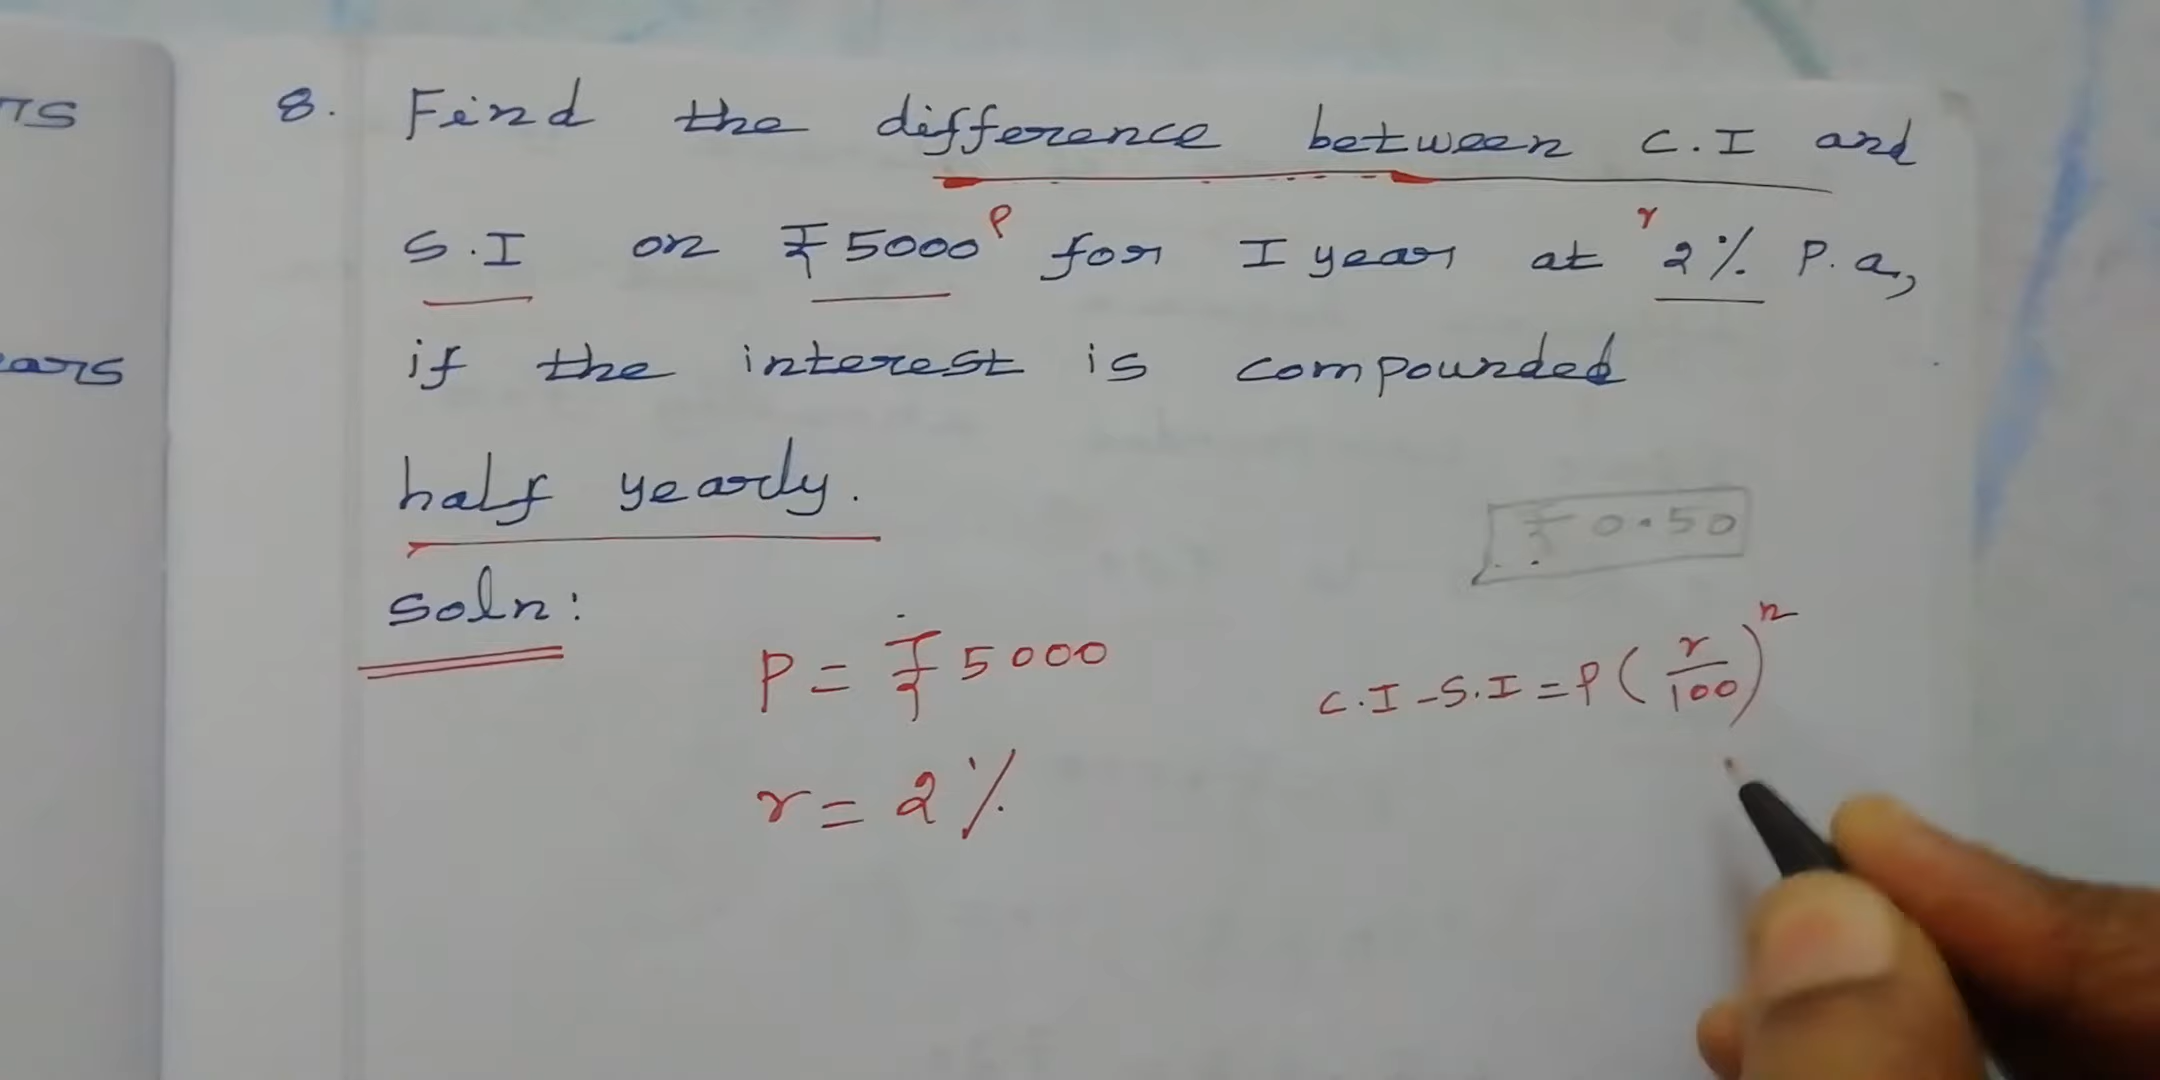 TS
ears
8. Find the difference between C.I and
S.I on ₹5000 P for I year at r 2% P.a,
if the interest is compounded
half yearly.
₹ 0.50
Soln:
P = ₹ 5000
C.I - S.I = P (r/100)^n
r = 2%